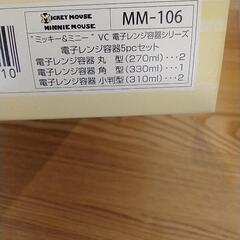 MICKEY MOUSE
MINNIE MOUSE
MM-106
"ミッキー&ミニー" VC 電子レンジ容器シリーズ
電子レンジ容器5pcセット
電子レンジ容器 丸 型(270ml)…2
電子レンジ容器 角 型(330ml)…1
電子レンジ容器 小判型(310ml)…2
10